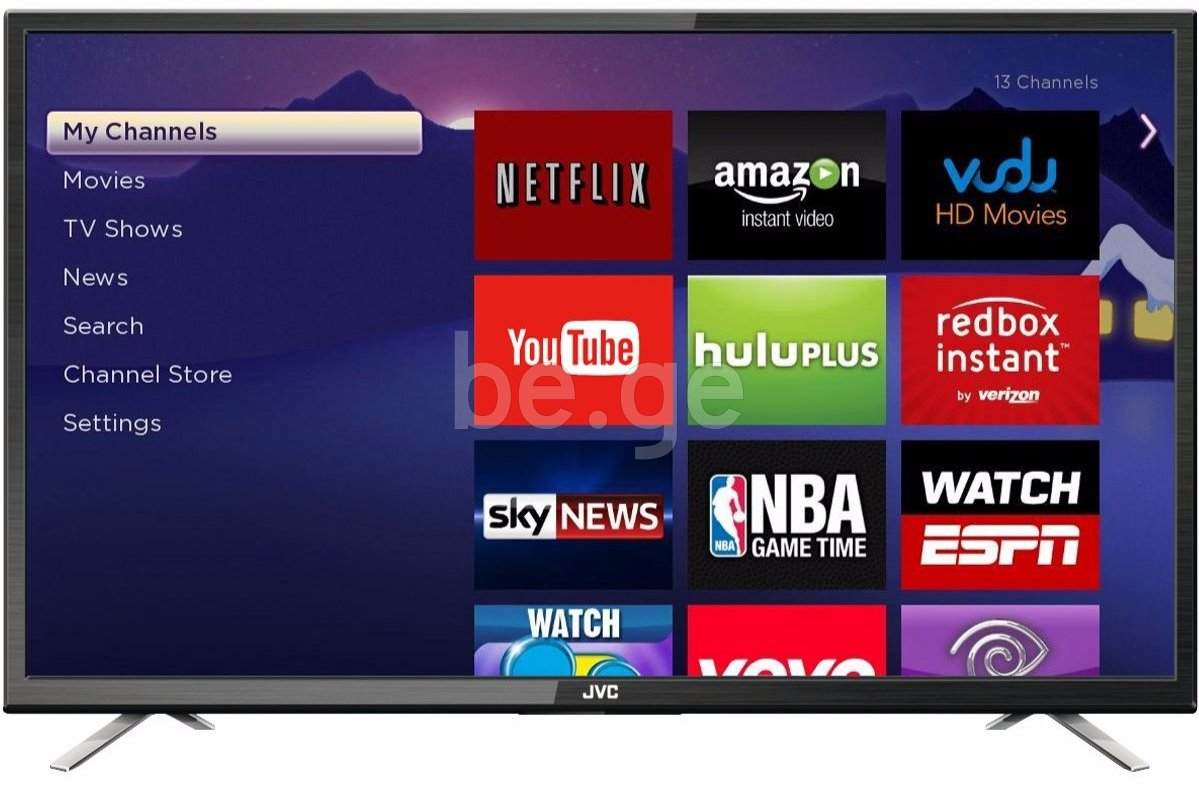 13 Channels
My Channels
Movies
TV Shows
News
Search
Channel Store
Settings
NETFLIX
amazon
instant video
vudu
HD Movies
YouTube
huluPLUS
redbox
instant™
by verizon
sky NEWS
NBA
NBA
GAME TIME
WATCH
ESPN
WATCH
be.ge
JVC